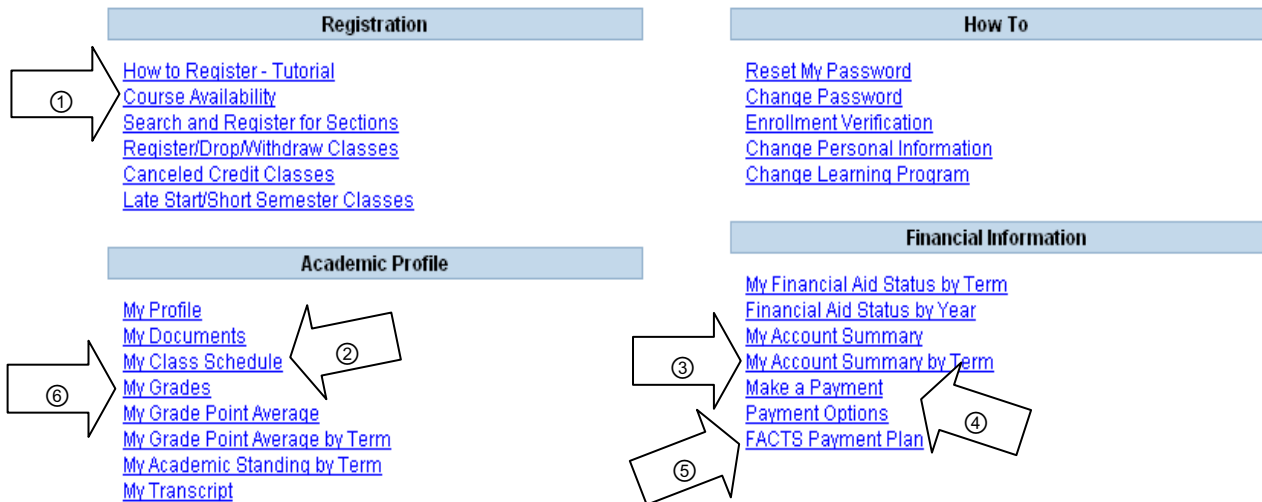 Registration
How to Register - Tutorial
① Course Availability
Search and Register for Sections
Register/Drop/Withdraw Classes
Canceled Credit Classes
Late Start/Short Semester Classes
Academic Profile
My Profile
My Documents
My Class Schedule ②
⑥ My Grades
My Grade Point Average
My Grade Point Average by Term
My Academic Standing by Term
My Transcript
How To
Reset My Password
Change Password
Enrollment Verification
Change Personal Information
Change Learning Program
Financial Information
My Financial Aid Status by Term
Financial Aid Status by Year
My Account Summary
③ My Account Summary by Term
Make a Payment
Payment Options ④
⑤ FACTS Payment Plan